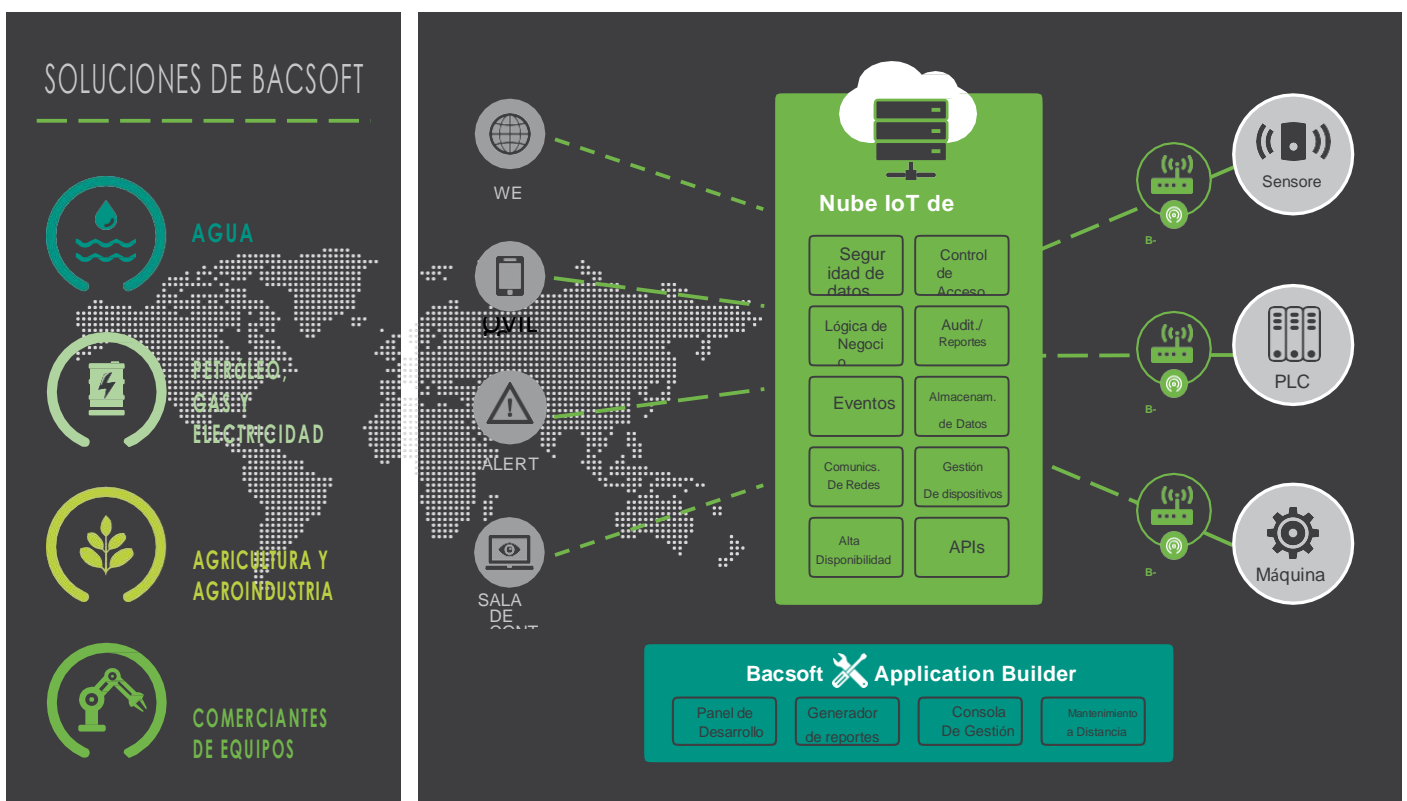 SOLUCIONES DE BACSOFT
AGUA
PETRÓLEO,
GAS Y
ELECTRICIDAD
AGRICULTURA Y
AGROINDUSTRIA
COMERCIANTES
DE EQUIPOS
WE
ÓVIL
ALERT
SALA
DE
CONT
Nube IoT de
Segur
idad de
datos
Control
de
Acceso
Lógica de
Negoci
o
Audit./
Reportes
Eventos
Almacenam.
de Datos
Comunics.
De Redes
Gestión
De dispositivos
Alta
Disponibilidad
APIs
B-
B-
B-
Sensore
PLC
Máquina
Bacsoft Application Builder
Panel de
Desarrollo
Generador
de reportes
Consola
De Gestión
Mantenimiento
a Distancia